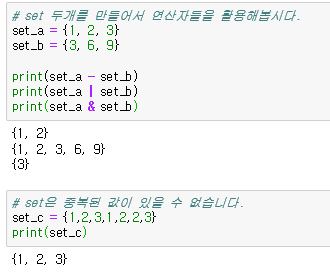 # set 두개를 만들어서 연산자들을 활용해봅시다.
set_a = {1, 2, 3}
set_b = {3, 6, 9}
print(set_a - set_b)
print(set_a | set_b)
print(set_a & set_b)
{1, 2}
{1, 2, 3, 6, 9}
{3}
# set은 중복된 값이 있을 수 없습니다.
set_c = {1,2,3,1,2,2,3}
print(set_c)
{1, 2, 3}